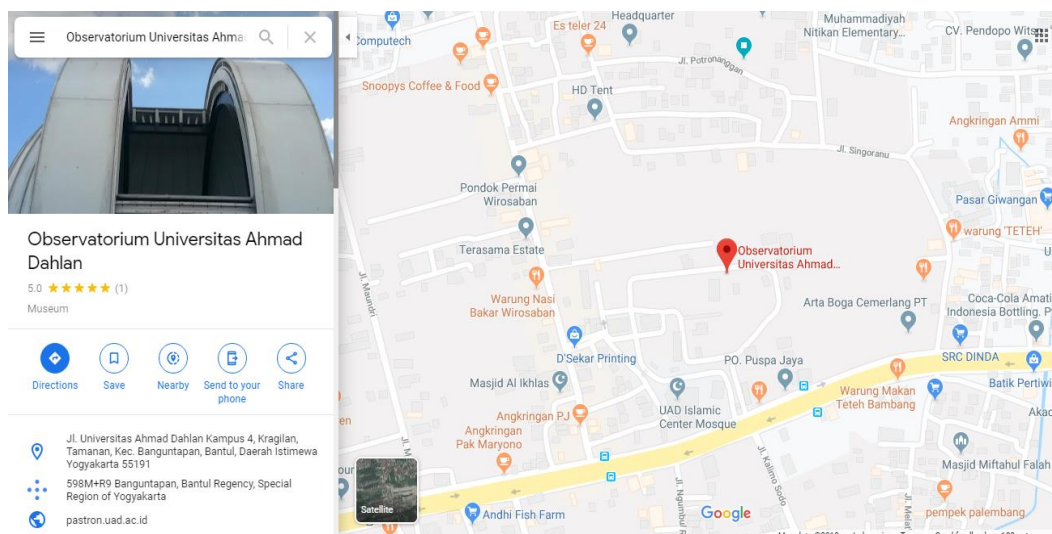 Observatorium Universitas Ahma
Observatorium Universitas Ahmad
Dahlan
5.0 ★★★★★ (1)
Museum
Directions
Save
Nearby
Send to your
phone
Share
Jl. Universitas Ahmad Dahlan Kampus 4, Kragilan,
Tamanan, Kec. Banguntapan, Bantul, Daerah Istimewa
Yogyakarta 55191
598M+R9 Banguntapan, Bantul Regency, Special
Region of Yogyakarta
pastron.uad.ac.id
Computech
Es teler 24
Headquarter
Muhammadiyah
Nitikan Elementary...
CV. Pendopo
Jl. Potronanggan
Snoopys Coffee & Food
HD Tent
Angkringan Ammi
Jl. Singoranu
Pondok Permai
Wirosaban
Pasar Giwangan
warung 'TETEH'
Terasama Estate
Observatorium
Universitas Ahmad...
Jl. Maundri
Warung Nasi
Bakar Wirosaban
Arta Boga Cemerlang PT
Coca-Cola Amati
Indonesia Bottling. P
D'Sekar Printing
SRC DINDA
PO. Puspa Jaya
Masjid Al Ikhlas
Warung Makan
Teteh Bambang
Batik Pertiwi
UAD Islamic
Center Mosque
Angkringan PJ
Angkringan
Pak Maryono
Masjid Miftahul Falah
Jl. Kalimo Sodo
Satellite
Andhi Fish Farm
Google
pempek palembang